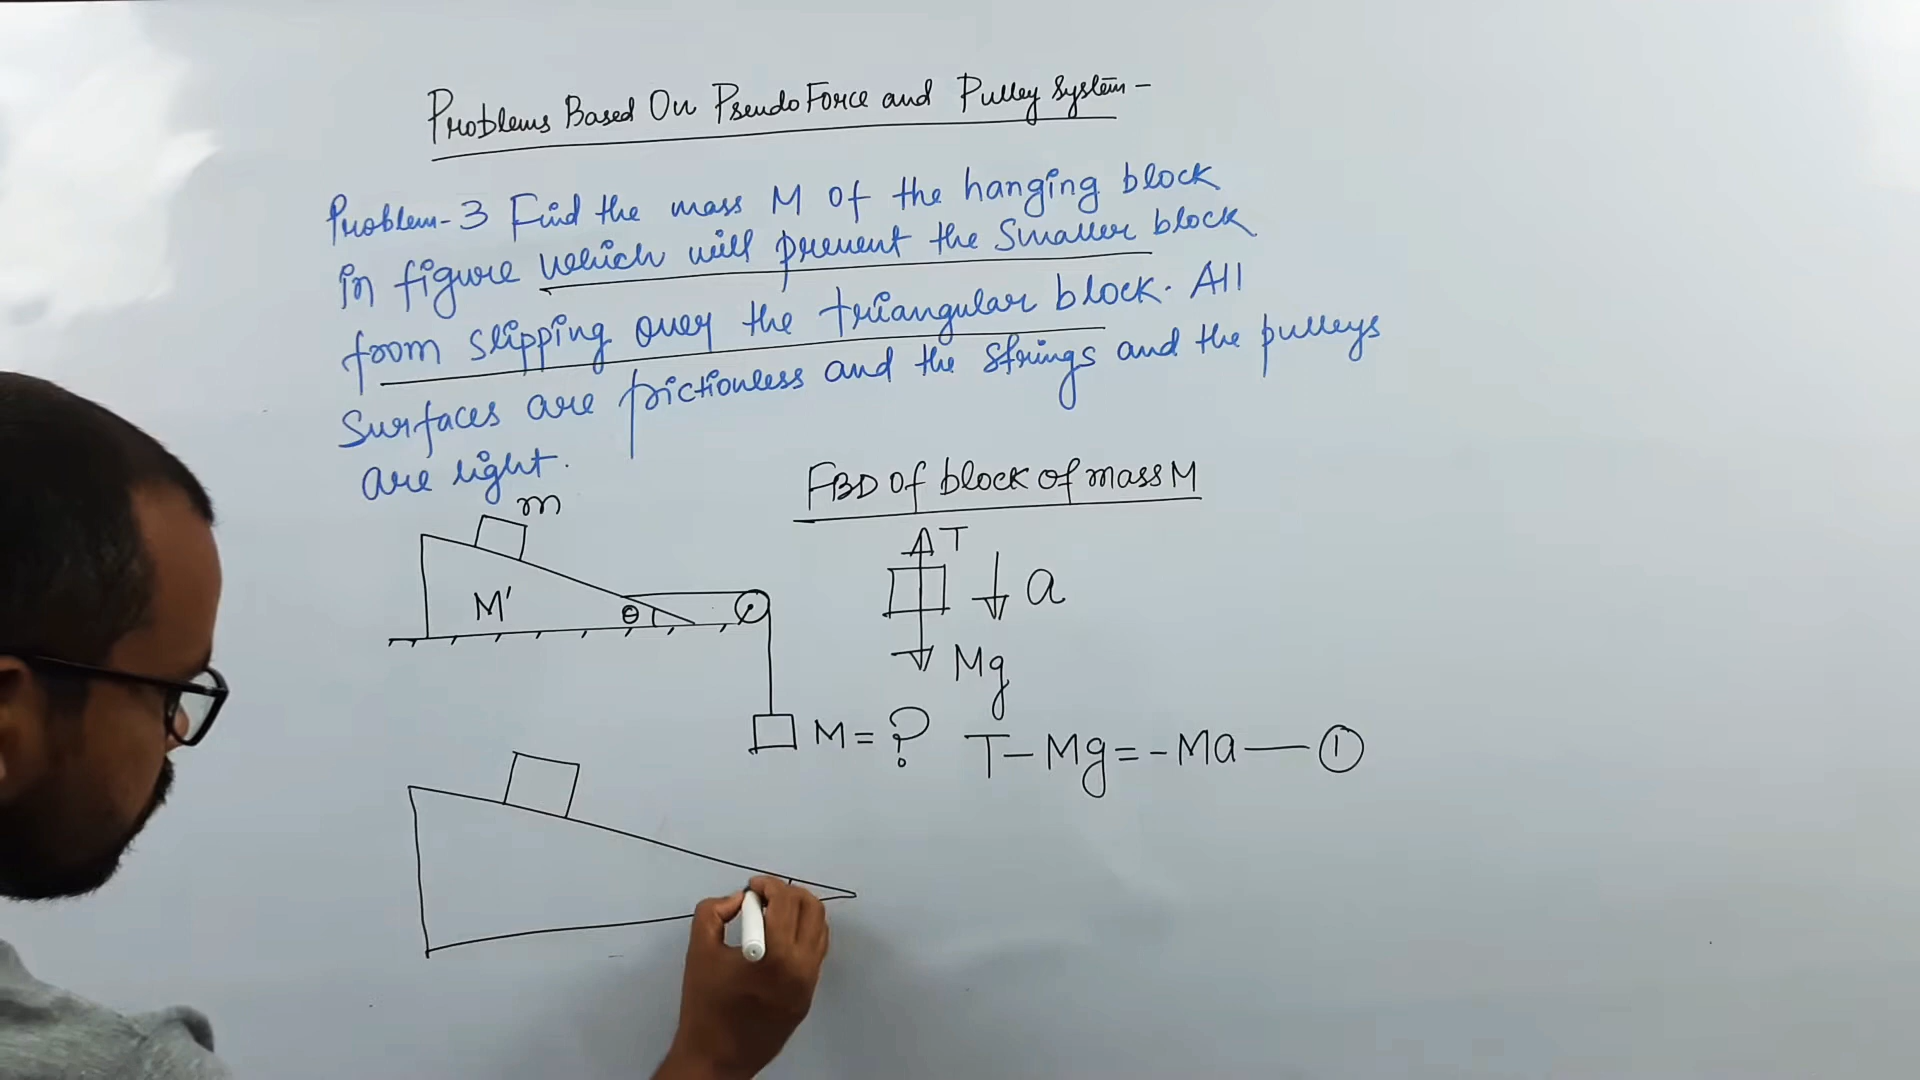 Problems Based On Pseudo Force and Pulley System-
Problem-3 Find the mass M of the hanging block
in figure which will prevent the smaller block
from slipping over the triangular block. All
surfaces are frictionless and the strings and the pulleys
are light.
FBD of block of mass M
m
T
a
M'
θ
Mg
M = ?
T-Mg = -Ma — ①